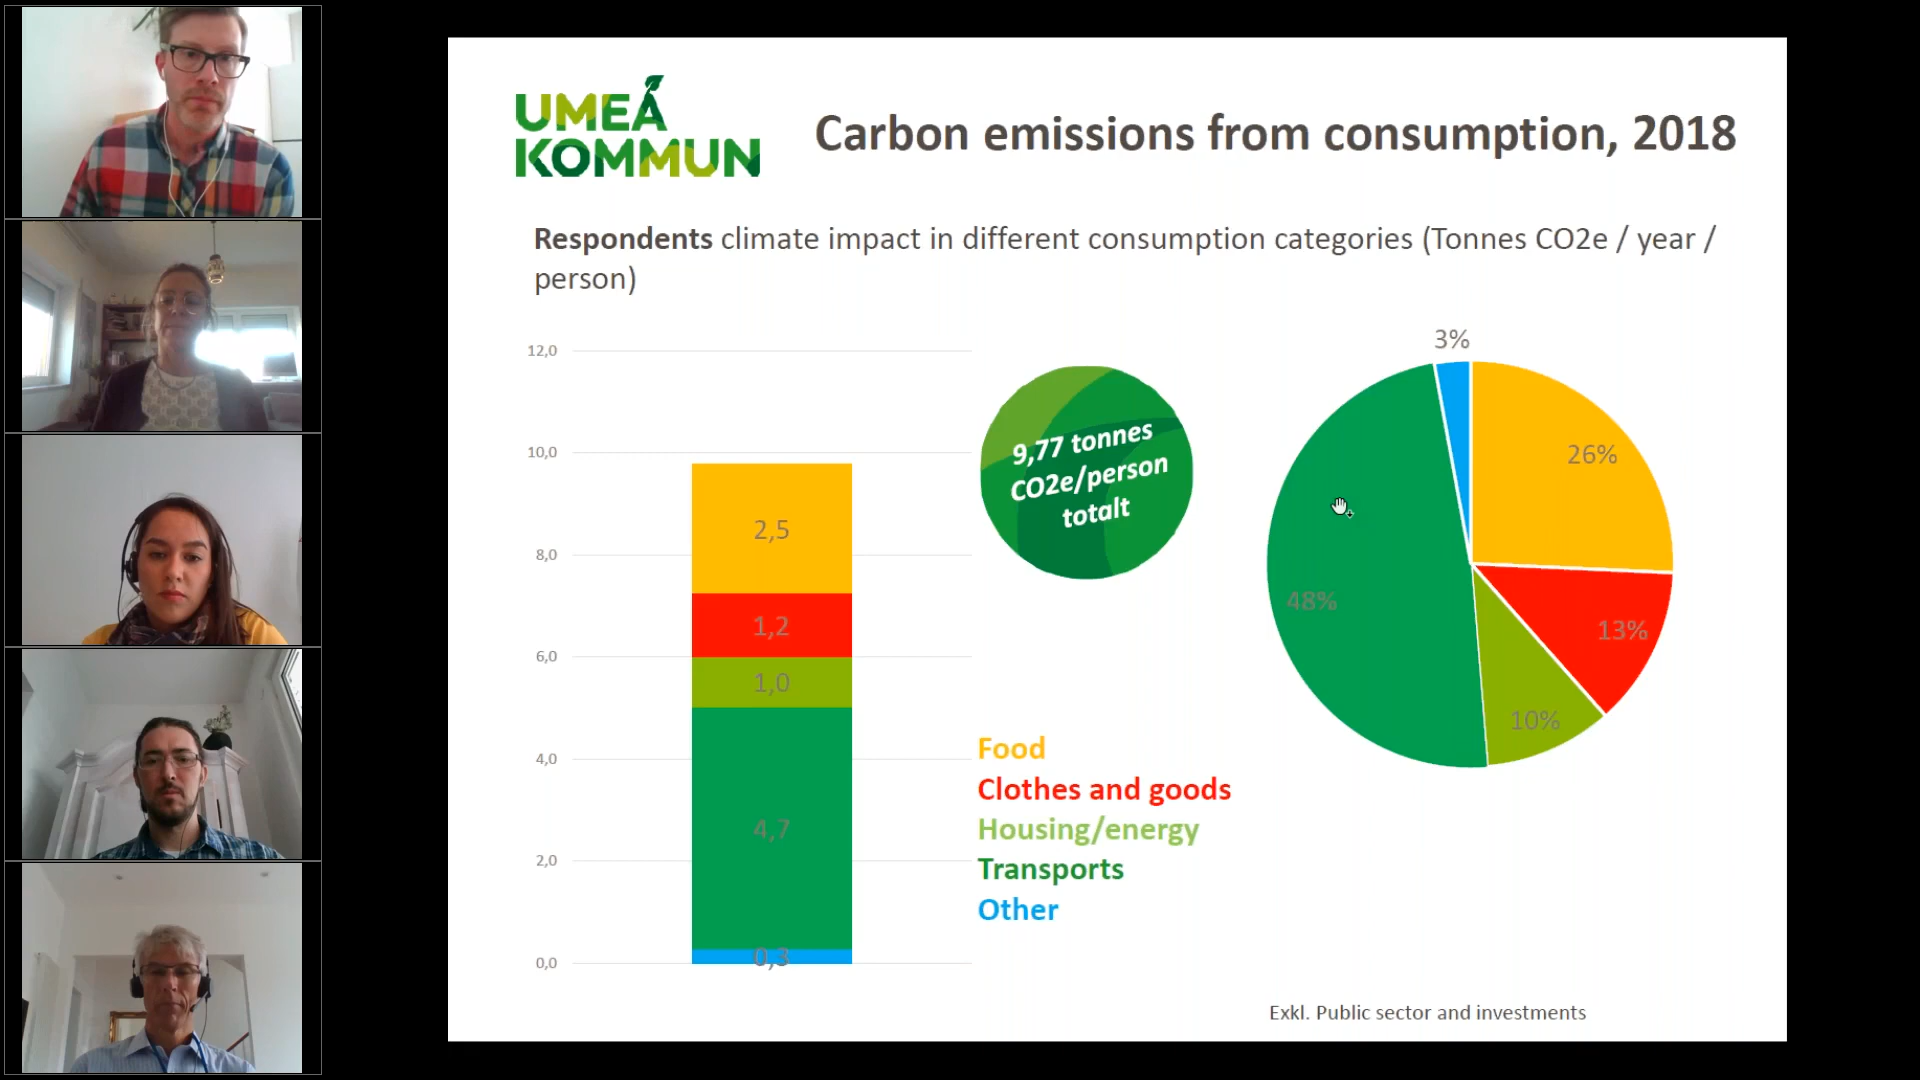 UMEÅ
KOMMUN
Carbon emissions from consumption, 2018
Respondents climate impact in different consumption categories (Tonnes CO2e / year /
person)
12,0
10,0
8,0
6,0
4,0
2,0
0,0
2,5
1,2
1,0
4,7
0,3
9,77 tonnes
CO2e/person
totalt
Food
Clothes and goods
Housing/energy
Transports
Other
3%
26%
48%
13%
10%
Exkl. Public sector and investments